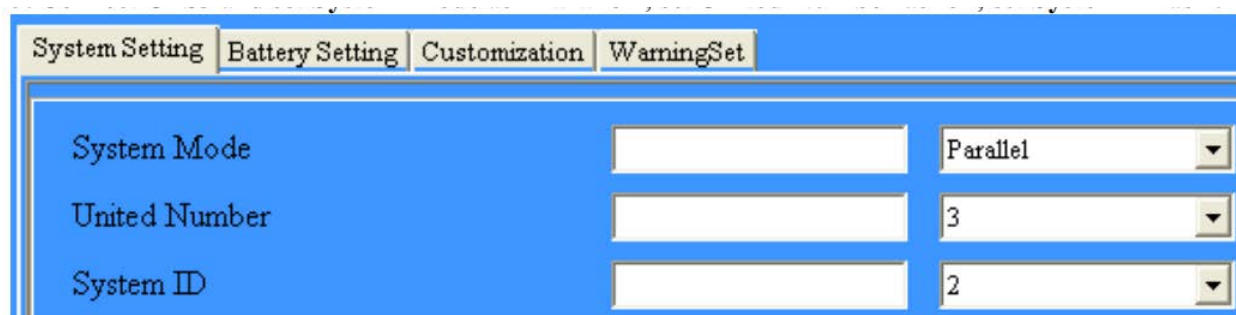 System Setting Battery Setting Customization WarningSet
System Mode Parallel
United Number 3
System ID 2